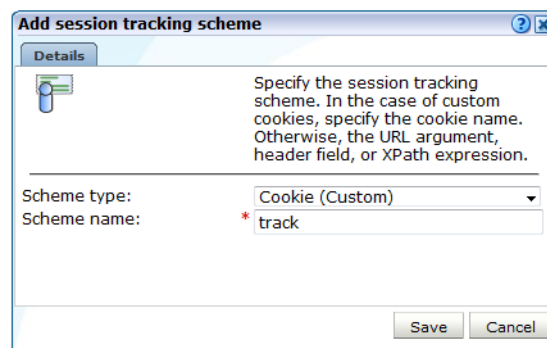 Add session tracking scheme
Details
Specify the session tracking
scheme. In the case of custom
cookies, specify the cookie name.
Otherwise, the URL argument,
header field, or XPath expression.
Scheme type: Cookie (Custom)
Scheme name: * track
Save Cancel